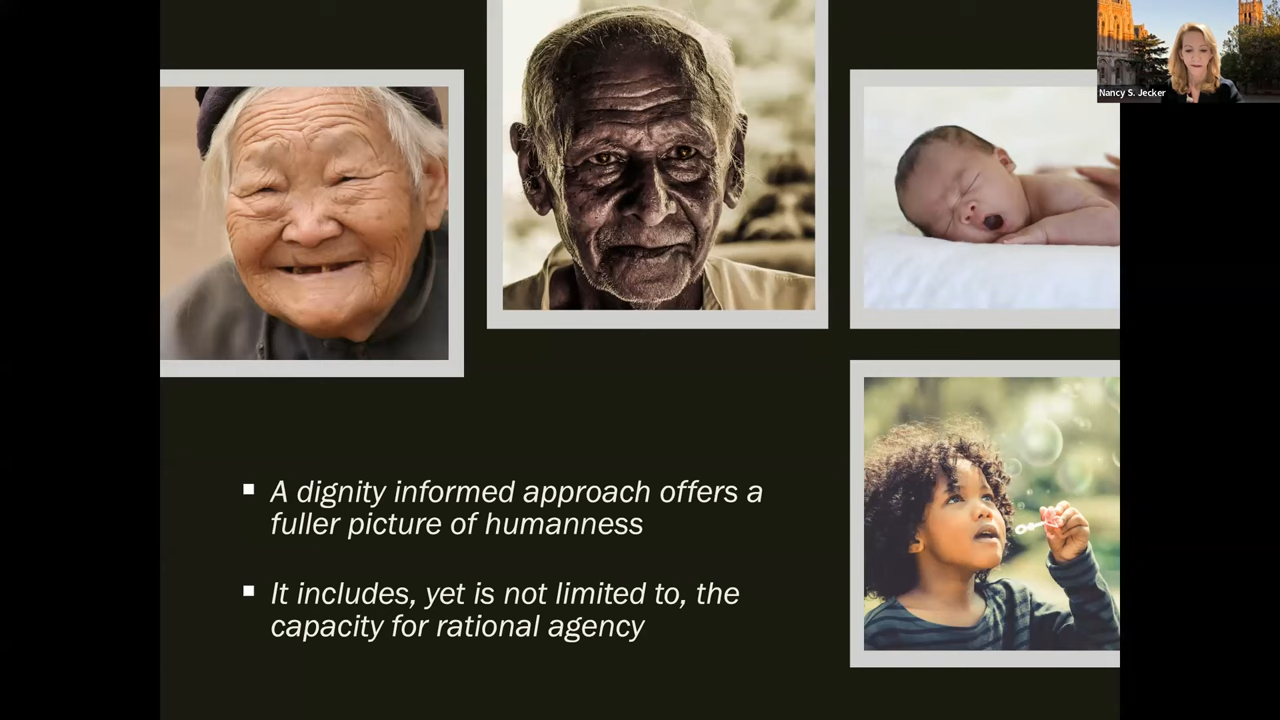 Nancy S. Jecker
▪ A dignity informed approach offers a
fuller picture of humanness
▪ It includes, yet is not limited to, the
capacity for rational agency